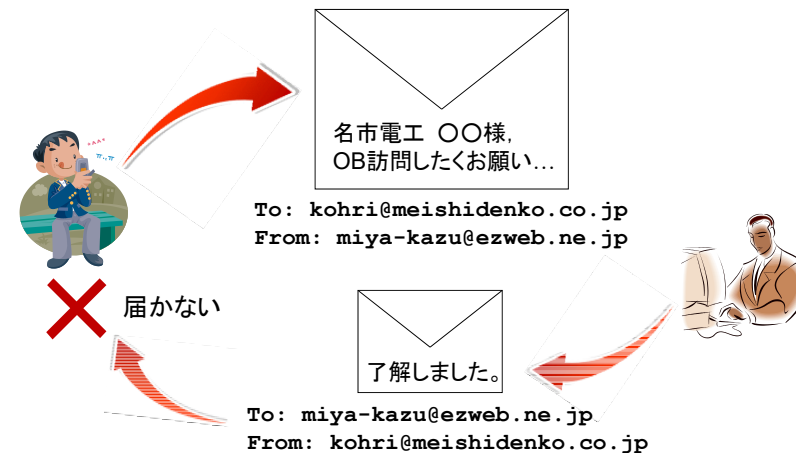 名市電工 〇〇様,
OB訪問したくお願い…
To: kohri@meishidenko.co.jp
From: miya-kazu@ezweb.ne.jp
届かない
了解しました。
To: miya-kazu@ezweb.ne.jp
From: kohri@meishidenko.co.jp